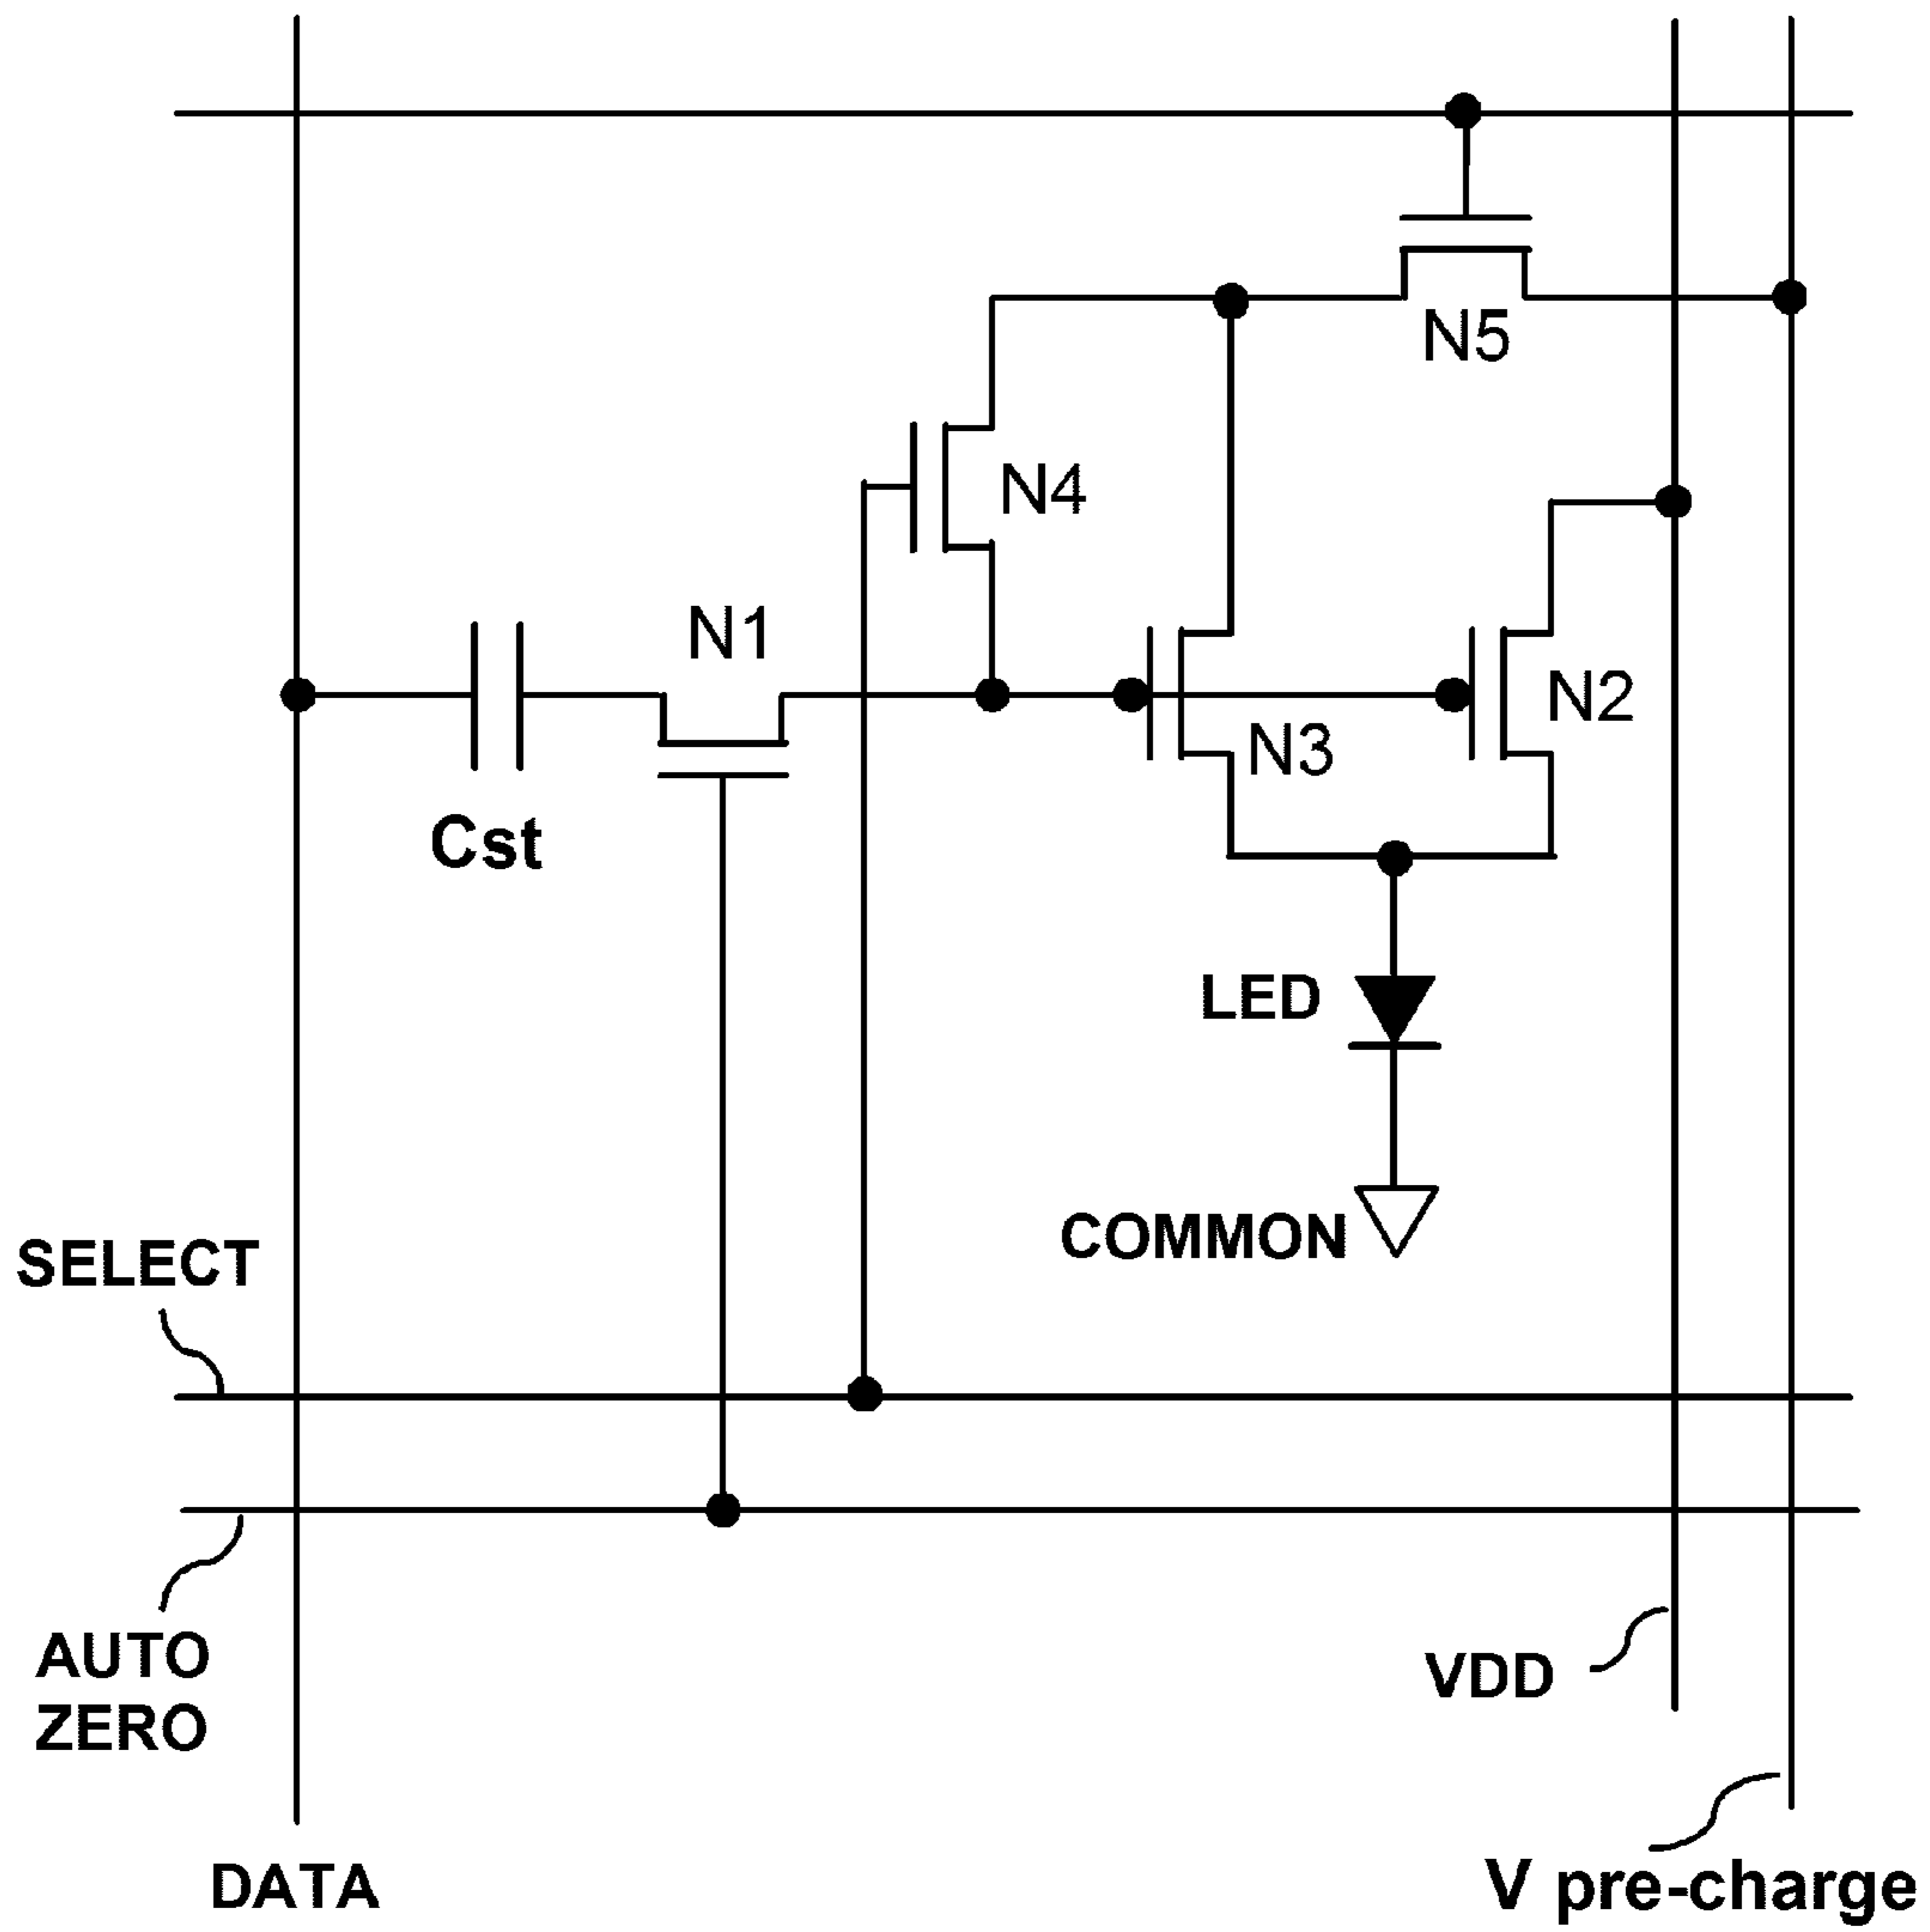 N5
N4
N1
N2
N3
Cst
LED
COMMON
SELECT
AUTO
ZERO
VDD
DATA
V pre-charge